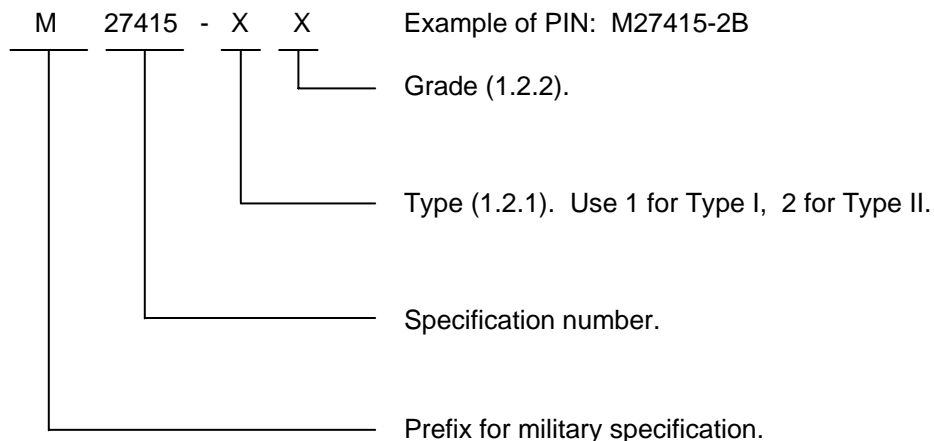 M 27415 - X X Example of PIN: M27415-2B
Grade (1.2.2).
Type (1.2.1). Use 1 for Type I, 2 for Type II.
Specification number.
Prefix for military specification.